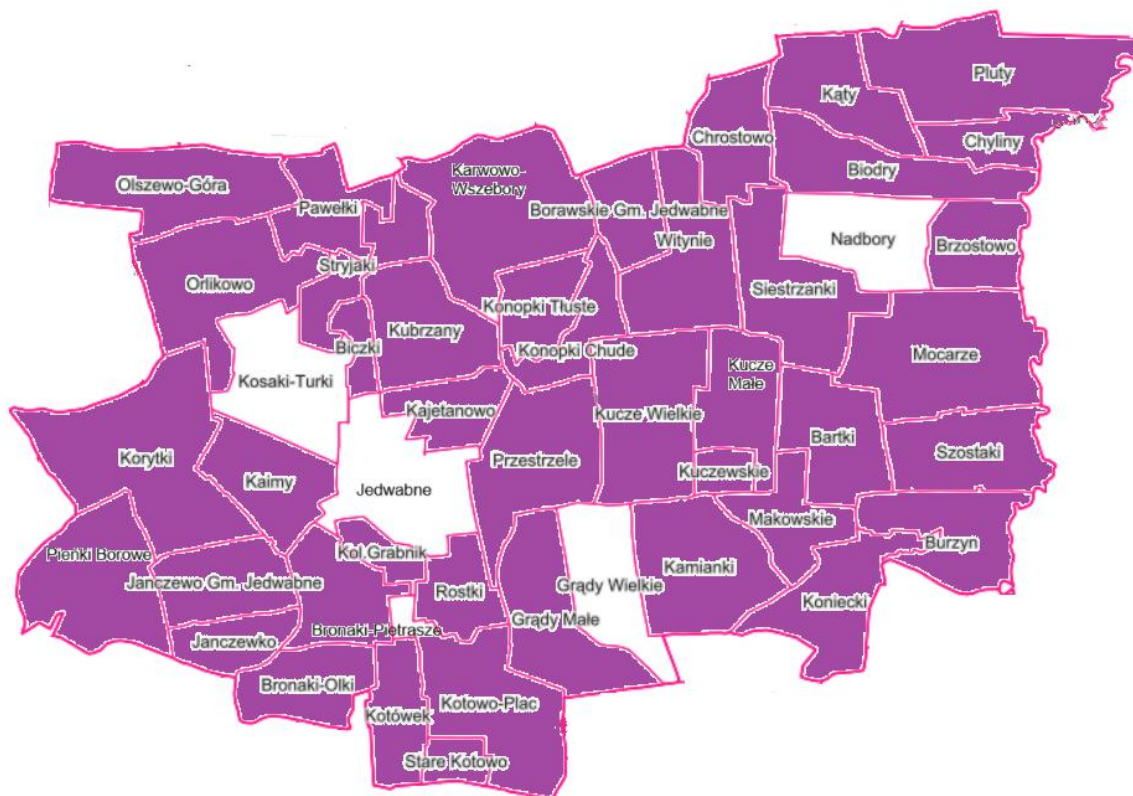 Pluty
Kąty
Chrostowo
Chyliny
Biodry
Karwowo-
Wszebory
Olszewo-Góra
Pawełki
Borawskie Gm. Jedwabne
Witynie
Nadbory
Brzostowo
Stryjaki
Orlikowo
Siestrzanki
Konopki Tłuste
Kubrzany
Biczki
Konopki Chude
Mocarze
Kucze
Małe
Kosaki-Turki
Kajetanowo
Kucze Wielkie
Bartki
Szostaki
Korytki
Przestrzele
Kuczewskie
Kaimy
Jedwabne
Makowskie
Burzyn
Pieńki Borowe
Kol.Grabnik
Kamianki
Janczewo Gm. Jedwabne
Rostki
Grądy Wielkie
Koniecki
Grądy Małe
Bronaki-Pietrasze
Janczewko
Bronaki-Olki
Kotowo-Plac
Kotówek
Stare Kotowo